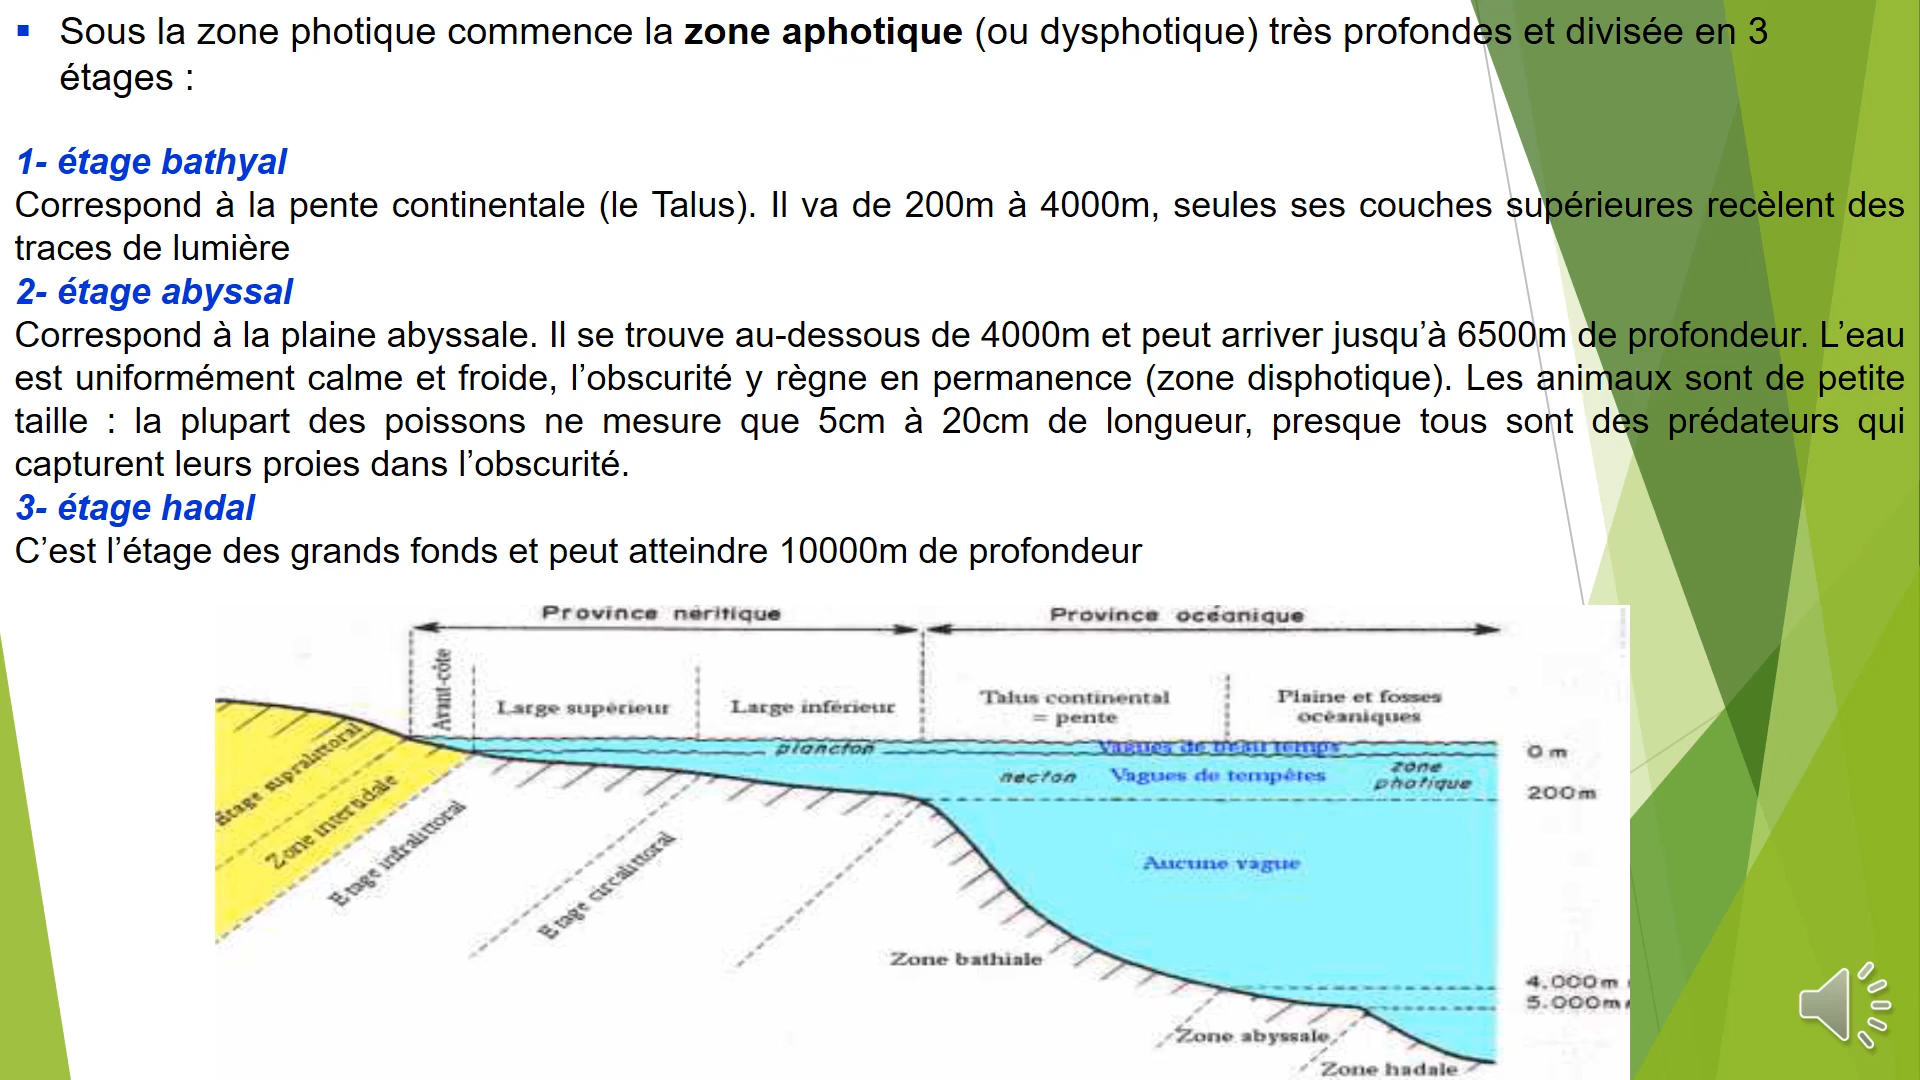 Sous la zone photique commence la zone aphotique (ou dysphotique) très profondes et divisée en 3
étages :
1- étage bathyal
Correspond à la pente continentale (le Talus). Il va de 200m à 4000m, seules ses couches supérieures recèlent des
traces de lumière
2- étage abyssal
Correspond à la plaine abyssale. Il se trouve au-dessous de 4000m et peut arriver jusqu’à 6500m de profondeur. L’eau
est uniformément calme et froide, l’obscurité y règne en permanence (zone disphotique). Les animaux sont de petite
taille : la plupart des poissons ne mesure que 5cm à 20cm de longueur, presque tous sont des prédateurs qui
capturent leurs proies dans l’obscurité.
3- étage hadal
C’est l’étage des grands fonds et peut atteindre 10000m de profondeur
Province néritique
Province océanique
Avant-côte
Large supérieur
Large inférieur
Talus continental
= pente
Plaine et fosses
océaniques
plancton
Vagues de beau temps
0 m
necton
Vagues de tempêtes
zone
photique
200m
Etage supralittoral
Zone intertidale
Etage infralittoral
Etage circalittoral
Aucune vague
Zone bathiale
4.000m
5.000m
Zone abyssale
Zone hadale